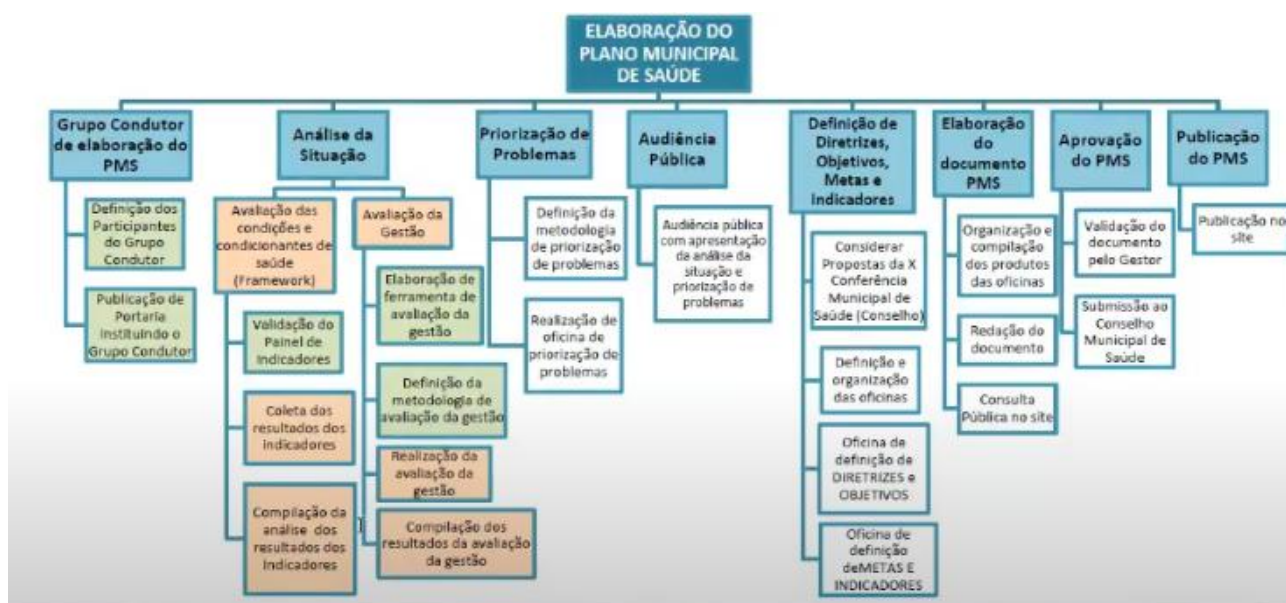 ELABORAÇÃO DO
PLANO MUNICIPAL
DE SAÚDE
Grupo Condutor
de elaboração do
PMS
Definição dos
Participantes
do Grupo
Condutor
Publicação de
Portaria
Instituindo o
Grupo Condutor
Análise da
Situação
Avaliação das
condições e
condicionantes de
saúde
(Framework)
Validação do
Painel de
Indicadores
Coleta dos
resultados dos
indicadores
Compilação da
análise dos
resultados dos
Indicadores
Avaliação da
Gestão
Elaboração de
ferramenta de
avaliação da
gestão
Definição da
metodologia de
avaliação da gestão
Realização da
avaliação da
gestão
Compilação dos
resultados da avaliação
da gestão
Priorização de
Problemas
Definição da
metodologia
de priorização
de problemas
Realização de
oficina de
priorização de
problemas
Audiência
Pública
Audiência pública
com apresentação
da análise da
situação e
priorização de
problemas
Definição de
Diretrizes,
Objetivos,
Metas e
Indicadores
Considerar
Propostas da X
Conferência
Municipal de
Saúde (Conselho)
Definição e
organização
das oficinas
Oficina de
definição de
DIRETRIZES e
OBJETIVOS
Oficina de
definição
deMETAS E
INDICADORES
Elaboração
do
documento
PMS
Organização e
compilação
dos produtos
das oficinas
Redação do
documento
Consulta
Pública no site
Aprovação
do PMS
Validação do
documento
pelo Gestor
Submissão ao
Conselho
Municipal de
Saúde
Publicação
do PMS
Publicação no
site